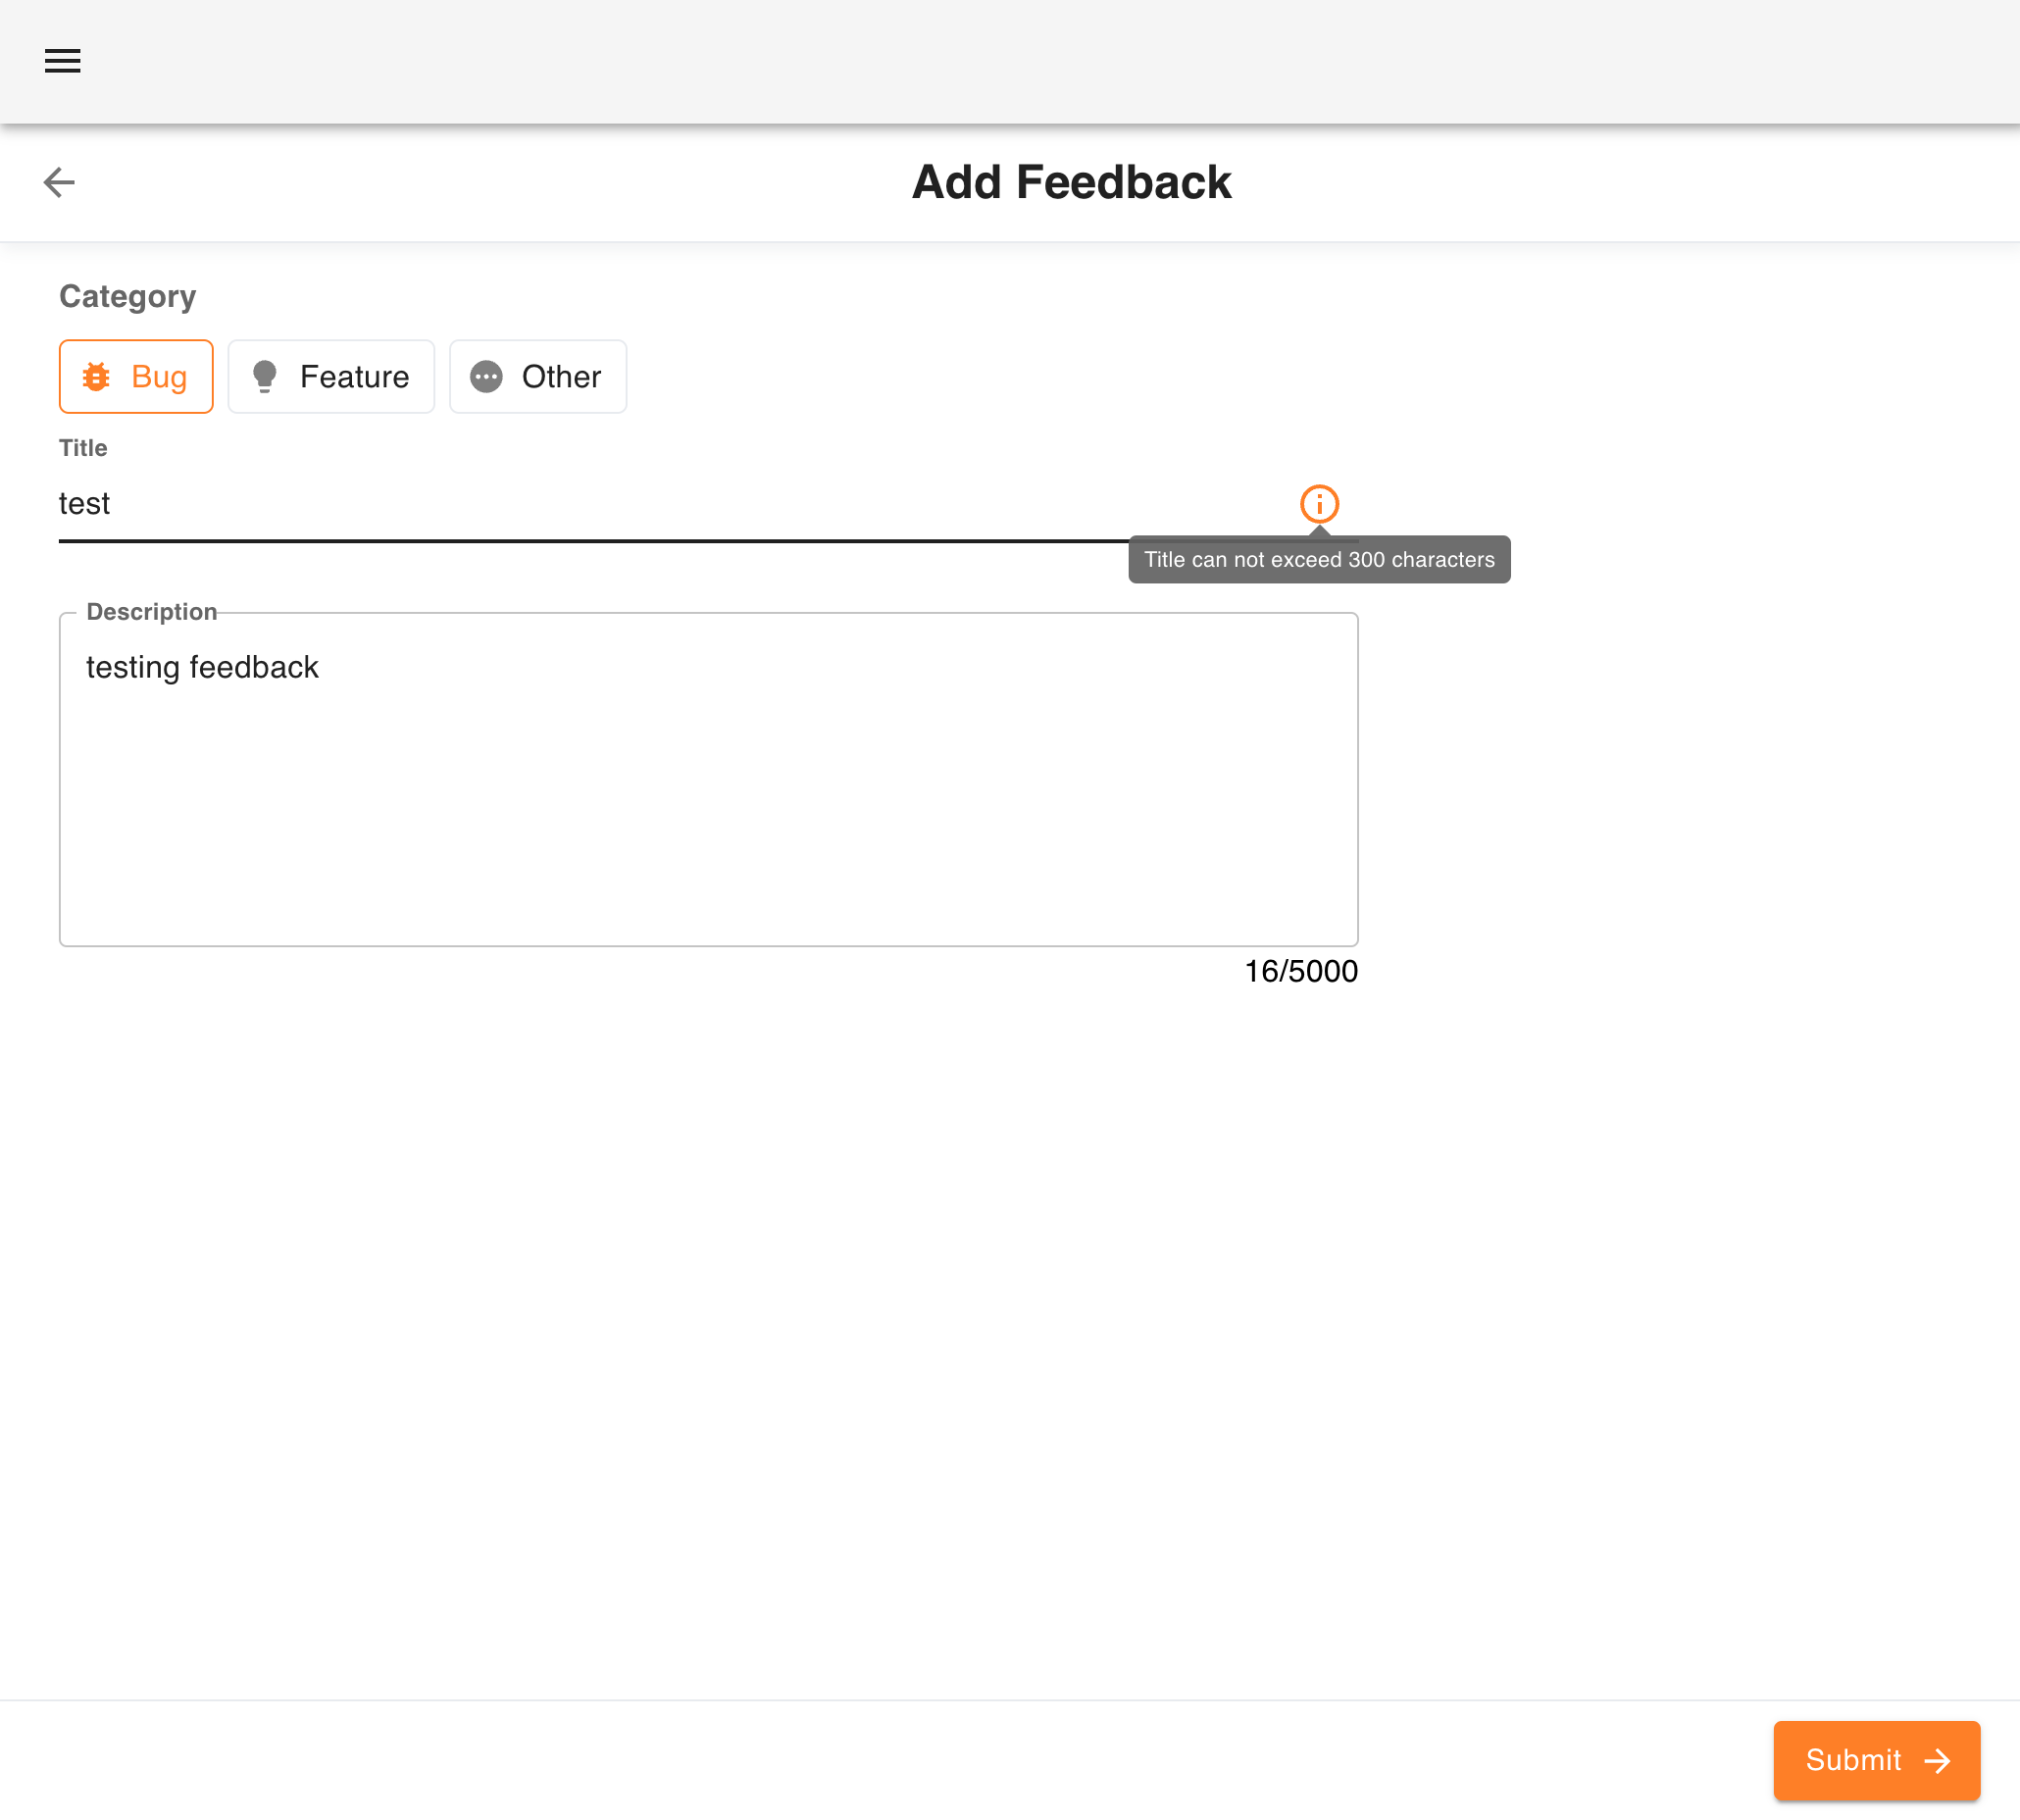 Add Feedback
Category
Bug
Feature
Other
Title
test
Title can not exceed 300 characters
Description
testing feedback
16/5000
Submit